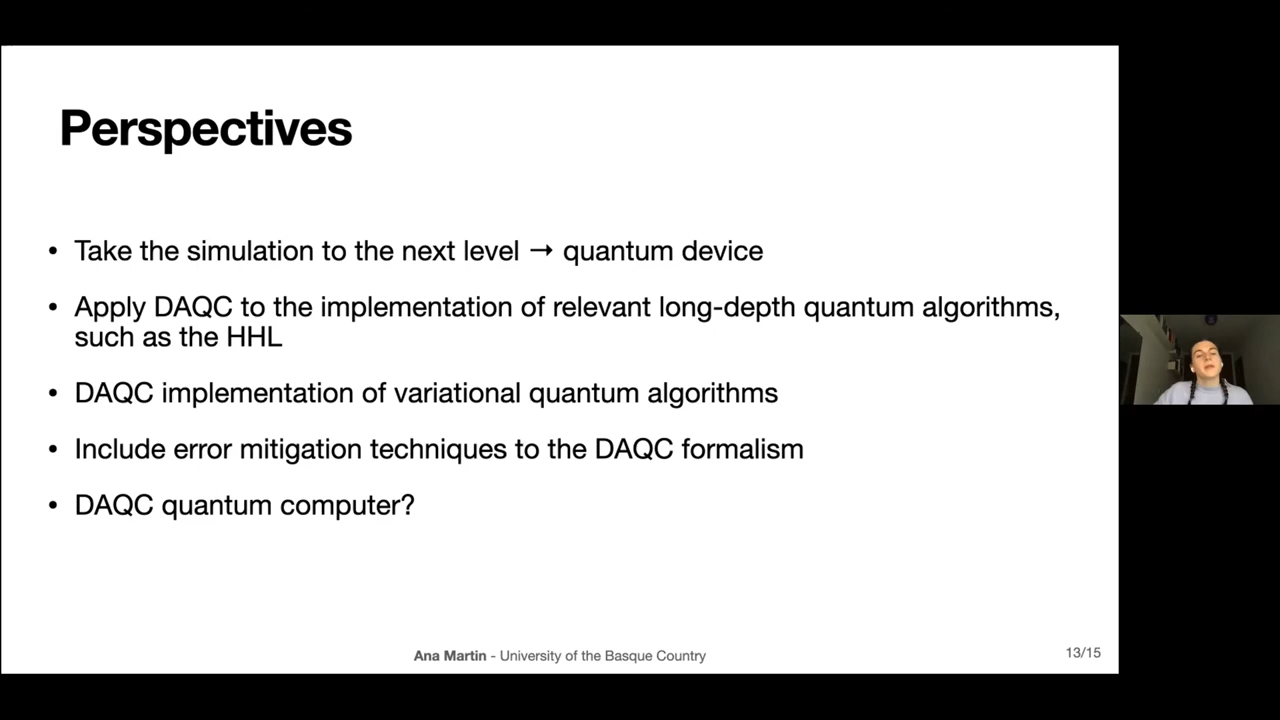 Perspectives
• Take the simulation to the next level → quantum device
• Apply DAQC to the implementation of relevant long-depth quantum algorithms,
such as the HHL
• DAQC implementation of variational quantum algorithms
• Include error mitigation techniques to the DAQC formalism
• DAQC quantum computer?
Ana Martin - University of the Basque Country
13/15